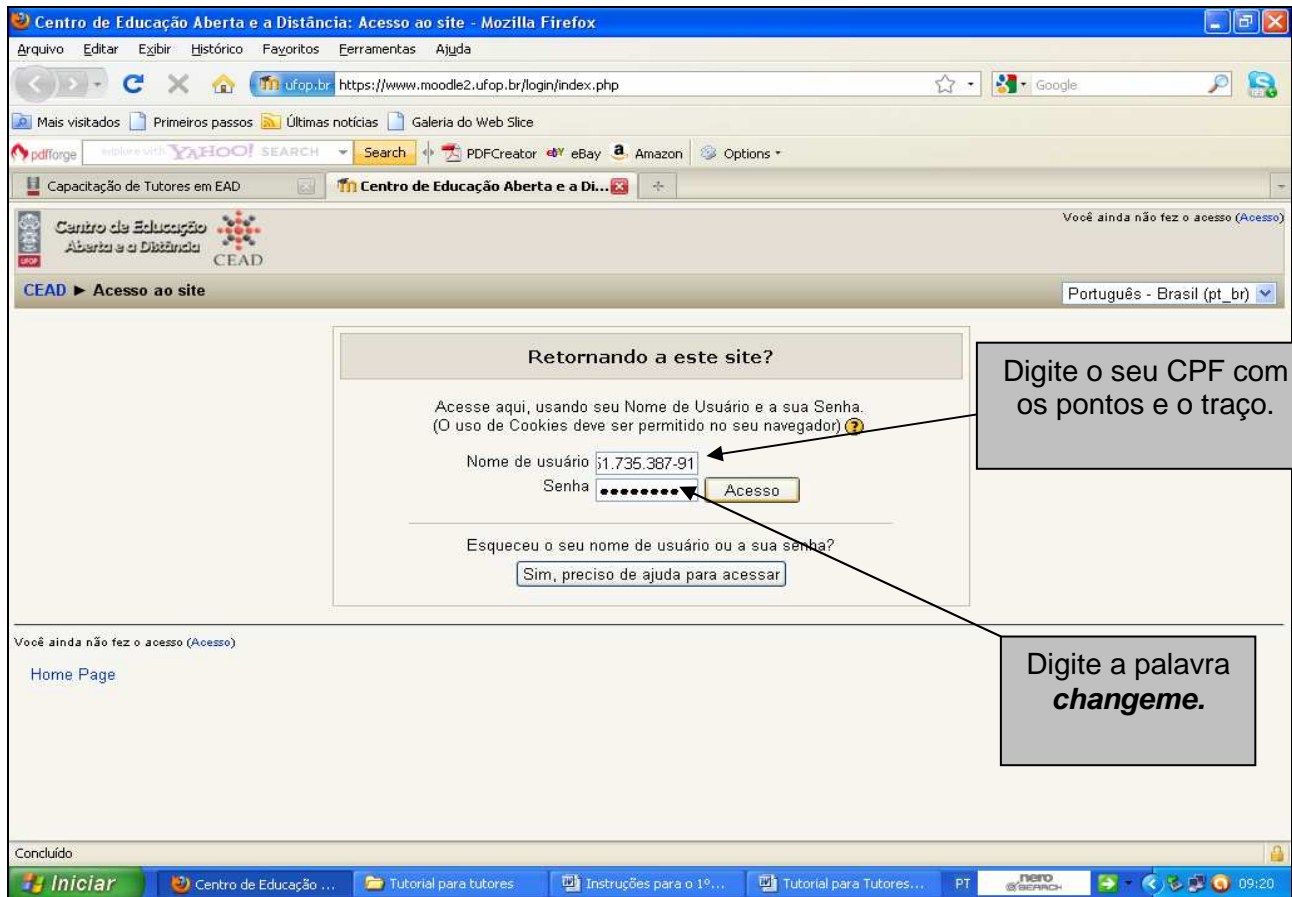 Centro de Educação Aberta e a Distância: Acesso ao site - Mozilla Firefox
Arquivo Editar Exibir Histórico Favoritos Ferramentas Ajuda
ufop.br https://www.moodle2.ufop.br/login/index.php Google
Mais visitados Primeiros passos Últimas notícias Galeria do Web Slice
pdfforge explore with YAHOO! SEARCH Search PDFCreator eBay Amazon Options
Capacitação de Tutores em EAD Centro de Educação Aberta e a Di...
Centro de Educação
Aberta e a Distância
UFOP
CEAD
Você ainda não fez o acesso (Acesso)
CEAD ► Acesso ao site Português - Brasil (pt_br)
Retornando a este site?
Acesse aqui, usando seu Nome de Usuário e a sua Senha.
(O uso de Cookies deve ser permitido no seu navegador)
Nome de usuário 51.735.387-91
Senha ●●●●●●●● Acesso
Esqueceu o seu nome de usuário ou a sua senha?
Sim, preciso de ajuda para acessar
Digite o seu CPF com
os pontos e o traço.
Digite a palavra
changeme.
Você ainda não fez o acesso (Acesso)
Home Page
Concluído
Iniciar Centro de Educação ... Tutorial para tutores Instruções para o 1º... Tutorial para Tutores... PT nero SEARCH 09:20